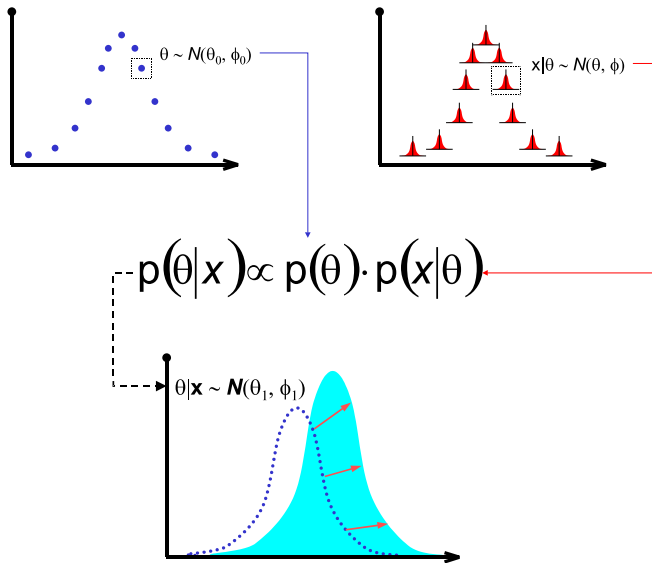 θ ~ N(θ₀, ϕ₀)
x|θ ~ N(θ, ϕ)
p(θ|x) ∝ p(θ) · p(x|θ)
θ|x ~ N(θ₁, ϕ₁)